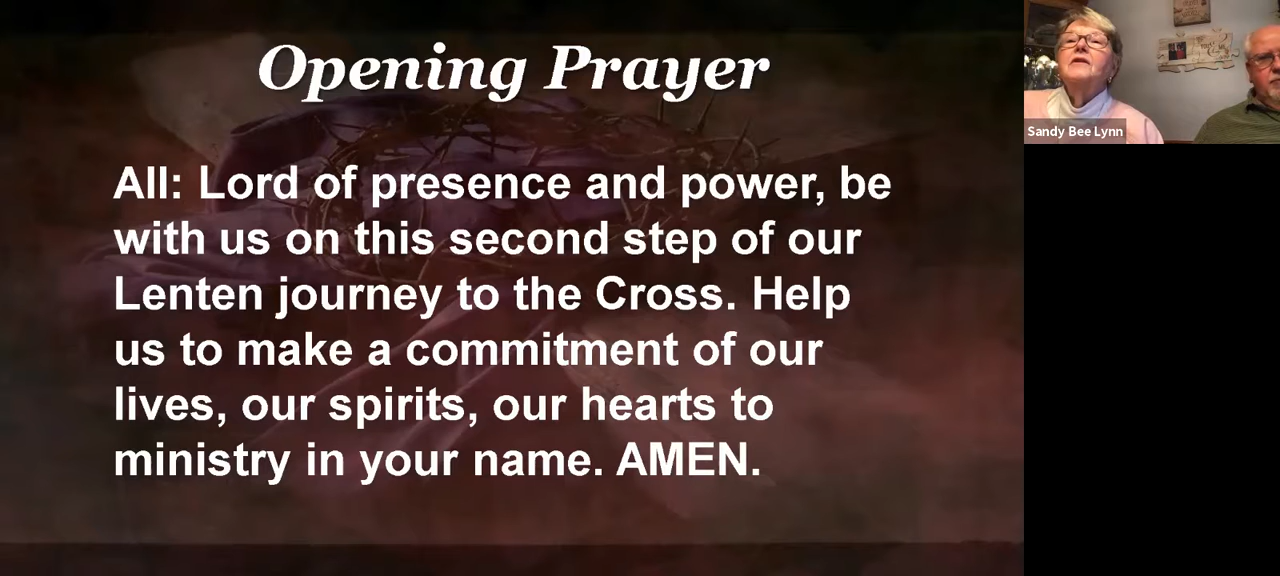 Opening Prayer
All: Lord of presence and power, be
with us on this second step of our
Lenten journey to the Cross. Help
us to make a commitment of our
lives, our spirits, our hearts to
ministry in your name. AMEN.
Sandy Bee Lynn